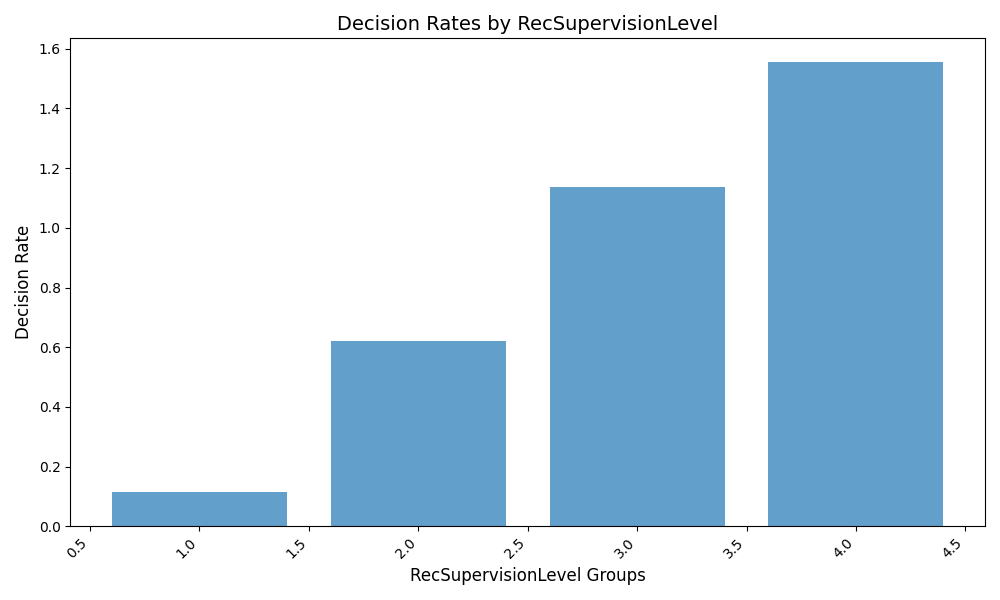 Decision Rates by RecSupervisionLevel
1.6
1.4
1.2
1.0
0.8
0.6
0.4
0.2
0.0
Decision Rate
0.5 1.0 1.5 2.0 2.5 3.0 3.5 4.0 4.5
RecSupervisionLevel Groups